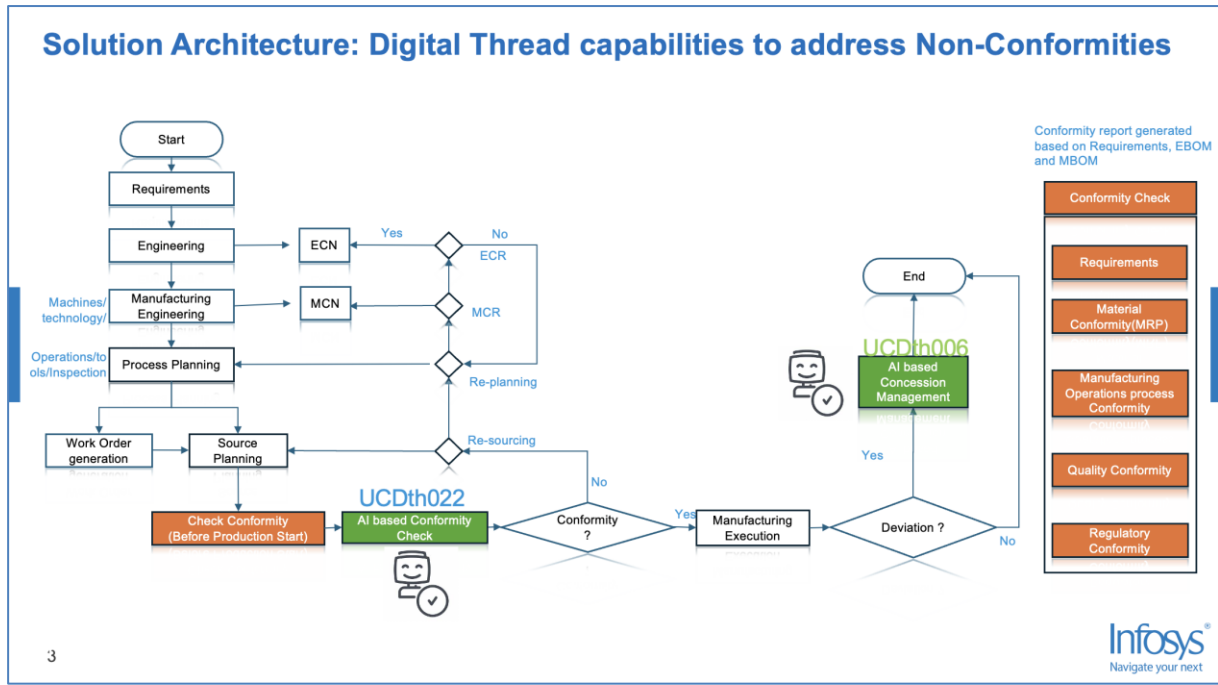 Solution Architecture: Digital Thread capabilities to address Non-Conformities
Start
Requirements
Engineering
ECN
Yes
No
ECR
Machines/
technology/
Manufacturing
Engineering
MCN
MCR
Operations/to
ols/Inspection
Process Planning
Re-planning
Work Order
generation
Source
Planning
Re-sourcing
No
Check Conformity
(Before Production Start)
UCDth022
AI based Conformity
Check
Conformity
?
Yes
Manufacturing
Execution
Deviation ?
No
Yes
UCDth006
AI based
Concession
Management
End
Conformity report generated
based on Requirements, EBOM
and MBOM
Conformity Check
Requirements
Material
Conformity(MRP)
Manufacturing
Operations process
Conformity
Quality Conformity
Regulatory
Conformity
3
Infosys®
Navigate your next